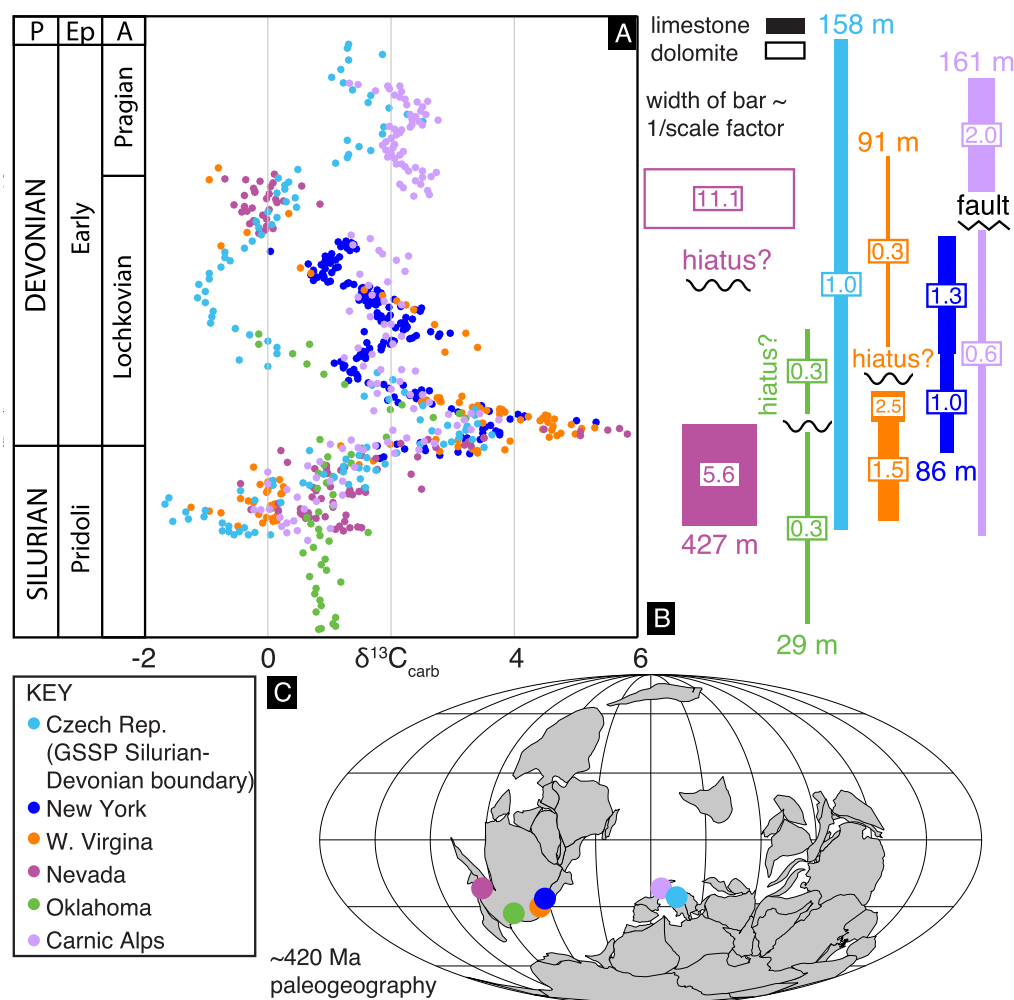 P Ep A
A
DEVONIAN
SILURIAN
Early
Pridoli
Pragian
Lochkovian
-2 0 δ¹³Ccarb 4 6
limestone
dolomite
width of bar ~
1/scale factor
158 m
161 m
91 m
2.0
11.1
fault
hiatus?
0.3
1.0
1.3
hiatus?
hiatus?
0.3
0.6
2.5
1.0
5.6
1.5
86 m
0.3
427 m
B
29 m
KEY
Czech Rep.
(GSSP Silurian-
Devonian boundary)
New York
W. Virgina
Nevada
Oklahoma
Carnic Alps
C
~420 Ma
paleogeography